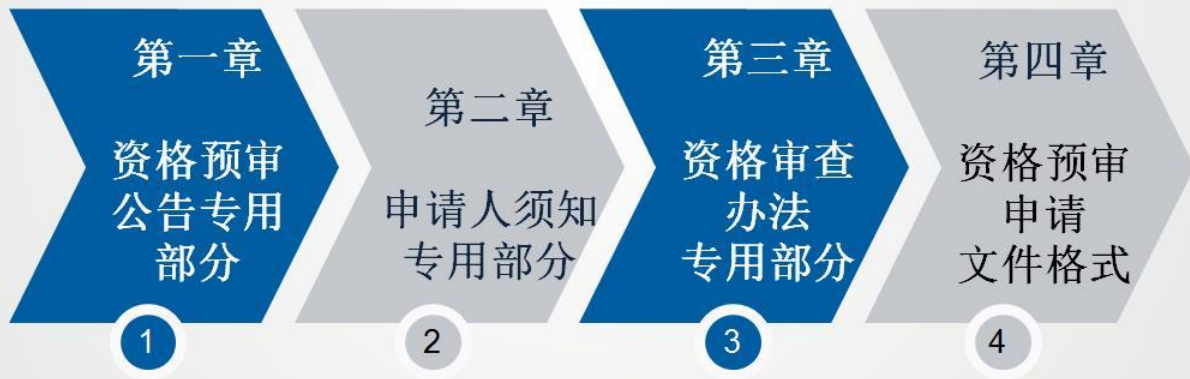 第一章
资格预审
公告专用
部分
1
第二章
申请人须知
专用部分
2
第三章
资格审查
办法
专用部分
3
第四章
资格预审
申请
文件格式
4